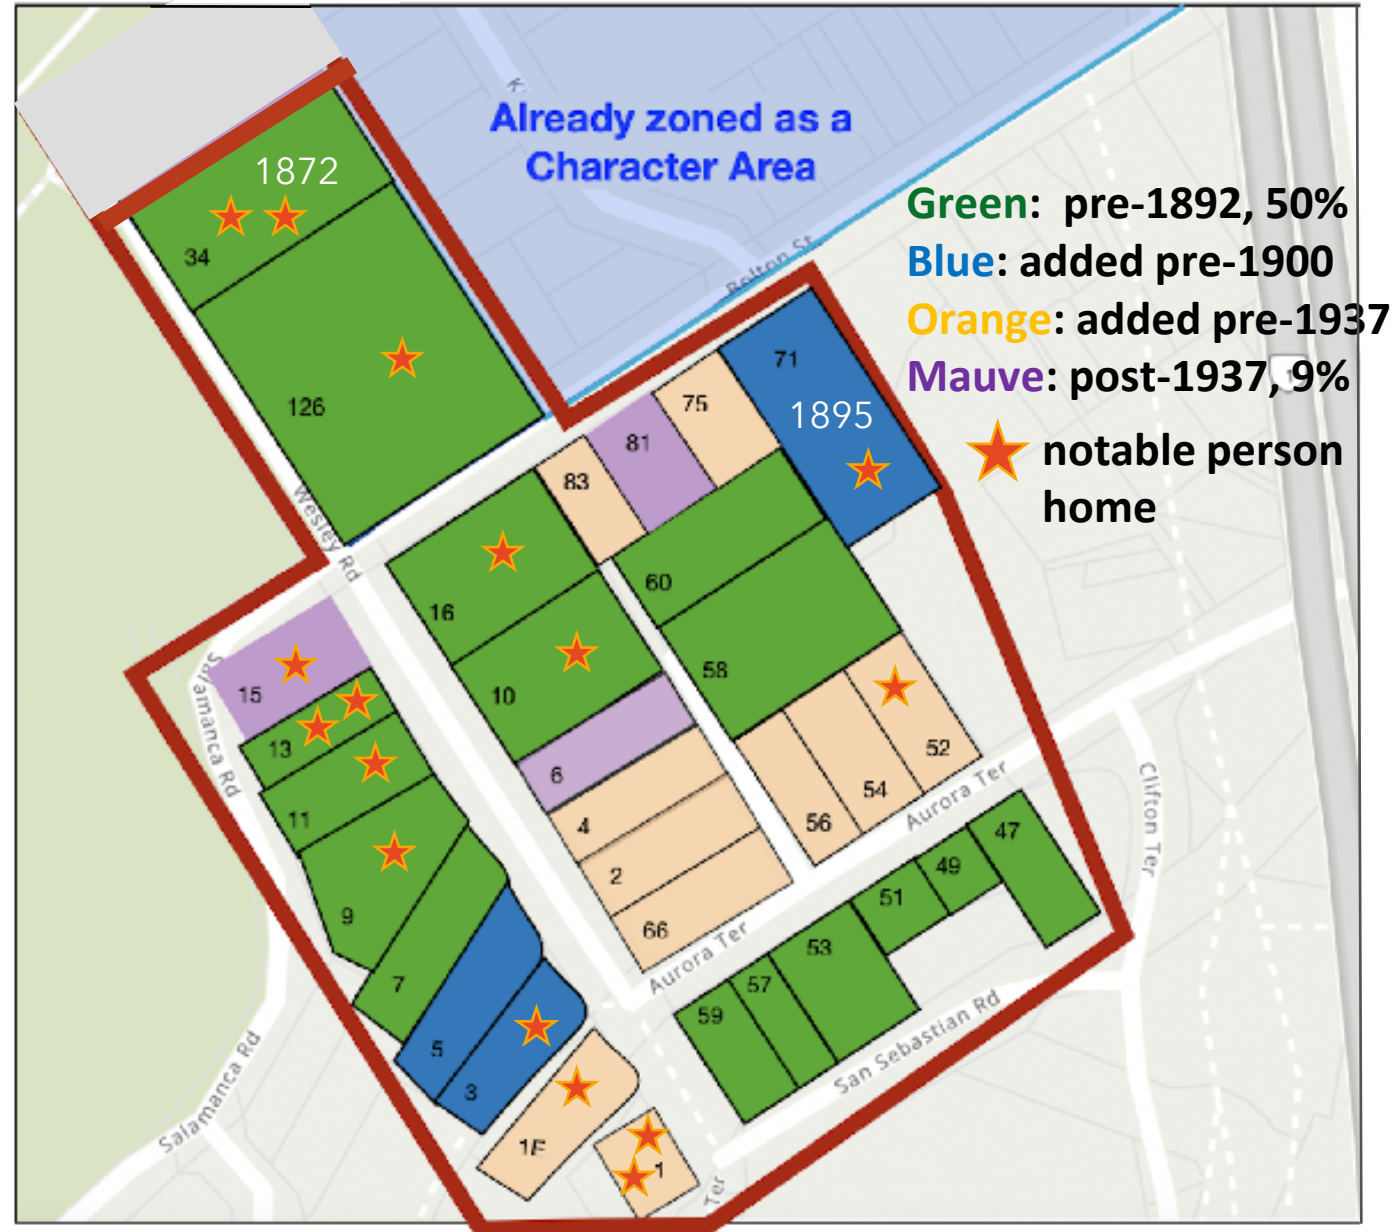 K
Already zoned as a
Character Area
1872
34
Green: pre-1892, 50%
Blue: added pre-1900
Orange: added pre-1937
Mauve: post-1937, 9%
notable person
home
Bolton St
126
71
1895
75
81
83
Wesley Rd
16
60
10
58
15
13
11
9
7
5
3
6
4
2
66
56
54
52
Salamanca Rd
Aurora Ter
Clifton Ter
47
49
51
53
57
59
Aurora Ter
San Sebastian Rd
Salamanca Rd
1F
1
Ter